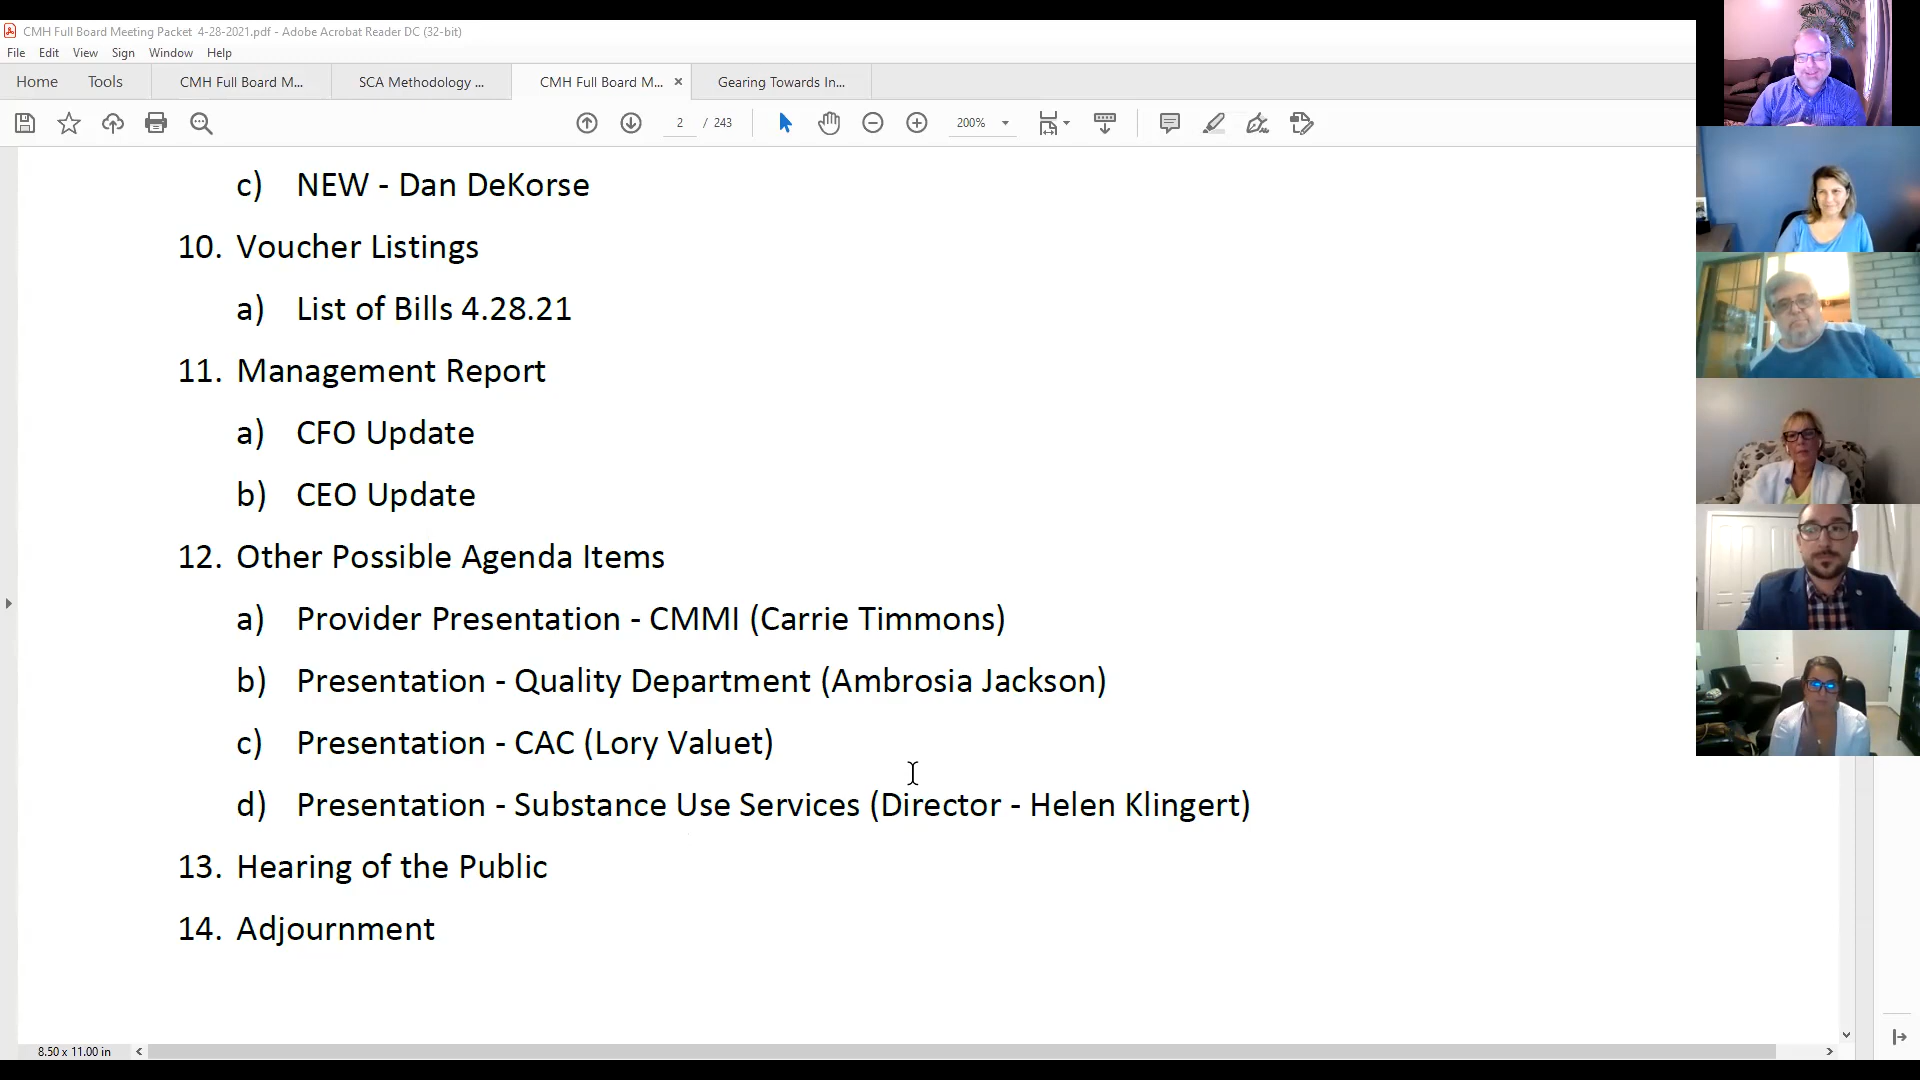 CMH Full Board Meeting Packet 4-28-2021.pdf - Adobe Acrobat Reader DC (32-bit)
File Edit View Sign Window Help
Home Tools CMH Full Board M... SCA Methodology ... CMH Full Board M... × Gearing Towards In...
2 / 243 200%
c) NEW - Dan DeKorse
10. Voucher Listings
a) List of Bills 4.28.21
11. Management Report
a) CFO Update
b) CEO Update
12. Other Possible Agenda Items
a) Provider Presentation - CMMI (Carrie Timmons)
b) Presentation - Quality Department (Ambrosia Jackson)
c) Presentation - CAC (Lory Valuet)
d) Presentation - Substance Use Services (Director - Helen Klingert)
13. Hearing of the Public
14. Adjournment
8.50 x 11.00 in